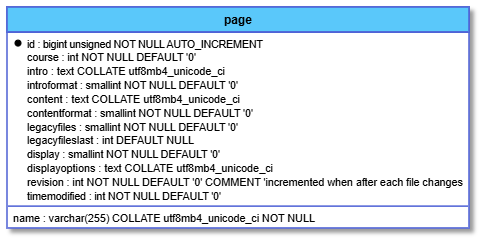 page
id : bigint unsigned NOT NULL AUTO_INCREMENT
course : int NOT NULL DEFAULT '0'
intro : text COLLATE utf8mb4_unicode_ci
introformat : smallint NOT NULL DEFAULT '0'
content : text COLLATE utf8mb4_unicode_ci
contentformat : smallint NOT NULL DEFAULT '0'
legacyfiles : smallint NOT NULL DEFAULT '0'
legacyfileslast : int DEFAULT NULL
display : smallint NOT NULL DEFAULT '0'
displayoptions : text COLLATE utf8mb4_unicode_ci
revision : int NOT NULL DEFAULT '0' COMMENT 'incremented when after each file changes
timemodified : int NOT NULL DEFAULT '0'
name : varchar(255) COLLATE utf8mb4_unicode_ci NOT NULL